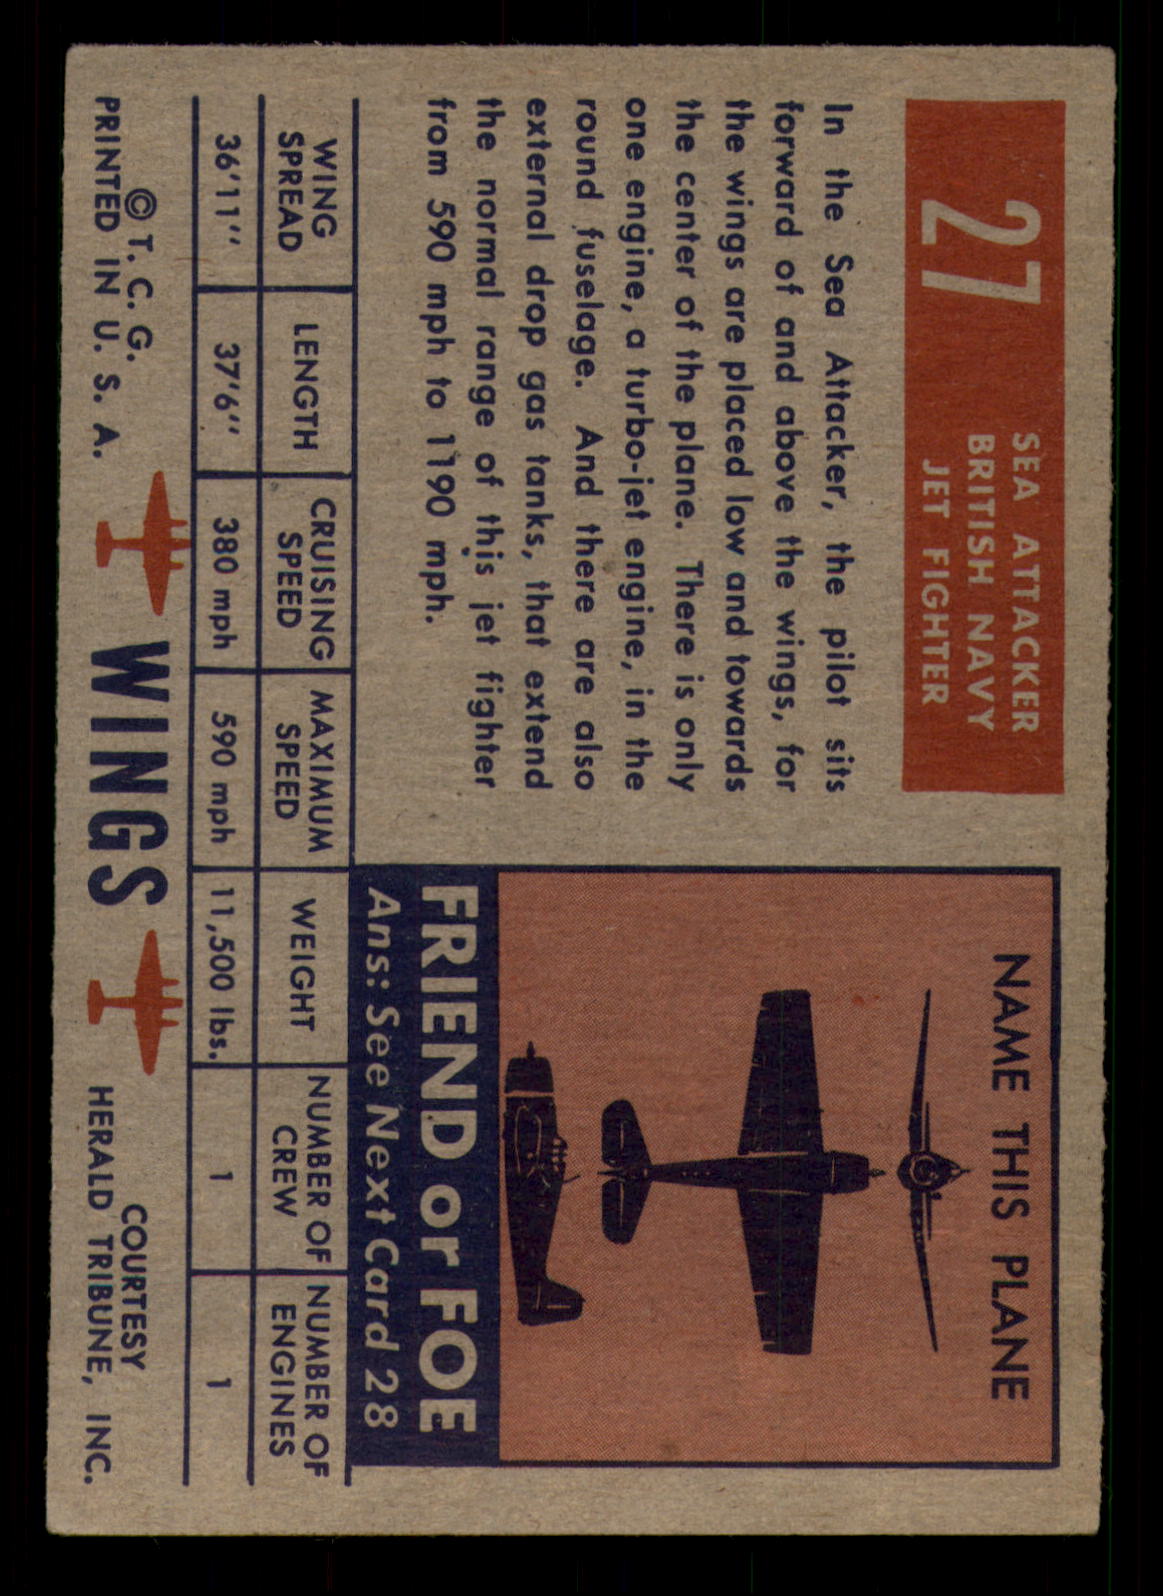 27
SEA ATTACKER
BRITISH NAVY
JET FIGHTER
In the Sea Attacker, the pilot sits
forward of and above the wings, for
the wings are placed low and towards
the center of the plane. There is only
one engine, a turbo-jet engine, in the
round fuselage. And there are also
external drop gas tanks, that extend
the normal range of this jet fighter
from 590 mph to 1190 mph.
NAME THIS PLANE
FRIEND or FOE
Ans: See Next Card 28
WING SPREAD
LENGTH
CRUISING SPEED
MAXIMUM SPEED
WEIGHT
NUMBER OF CREW
NUMBER OF ENGINES
36'11''
37'6''
380 mph
590 mph
11,500 lbs.
1
1
© T. C. G.
PRINTED IN U. S. A.
WINGS
COURTESY
HERALD TRIBUNE, INC.